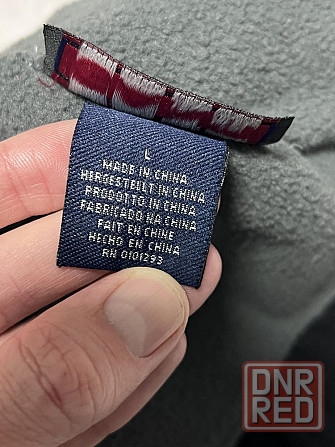 L
MADE IN CHINA
HERGESTELLT IN CHINA
PRODOTTO IN CHINA
FABRICADO NA CHINA
FAIT EN CHINE
HECHO EN CHINA
RN 0101293
DNR
RED